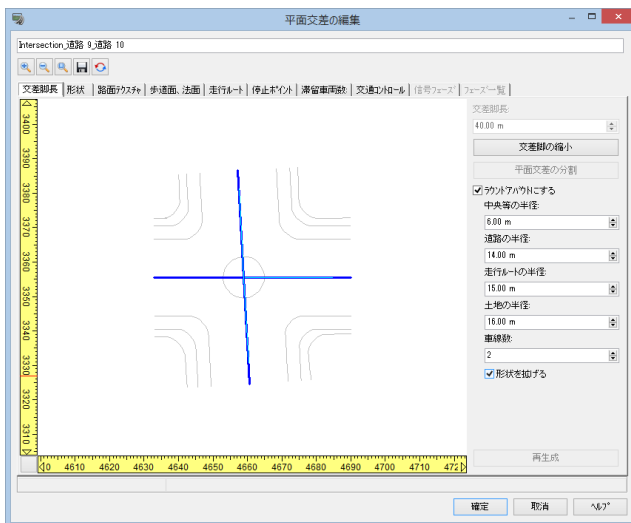 平面交差の編集
Intersection_道路 9_道路 10
交差脚長 形状 路面テクスチャ 歩道面、法面 走行ルート 停止ポイント 滞留車両数 交通コントロール 信号フェーズ フェーズ一覧
交差脚長:
40.00 m
交差脚の縮小
平面交差の分割
ラウンドアバウトにする
中央等の半径:
6.00 m
道路の半径:
14.00 m
走行ルートの半径:
15.00 m
土地の半径:
16.00 m
車線数:
2
形状を拡げる
再生成
3400
3390
3380
3370
3360
3350
3340
3330
3320
3310
0 4610 4620 4630 4640 4650 4660 4670 4680 4690 4700 4710 472
確定 取消 ヘルプ